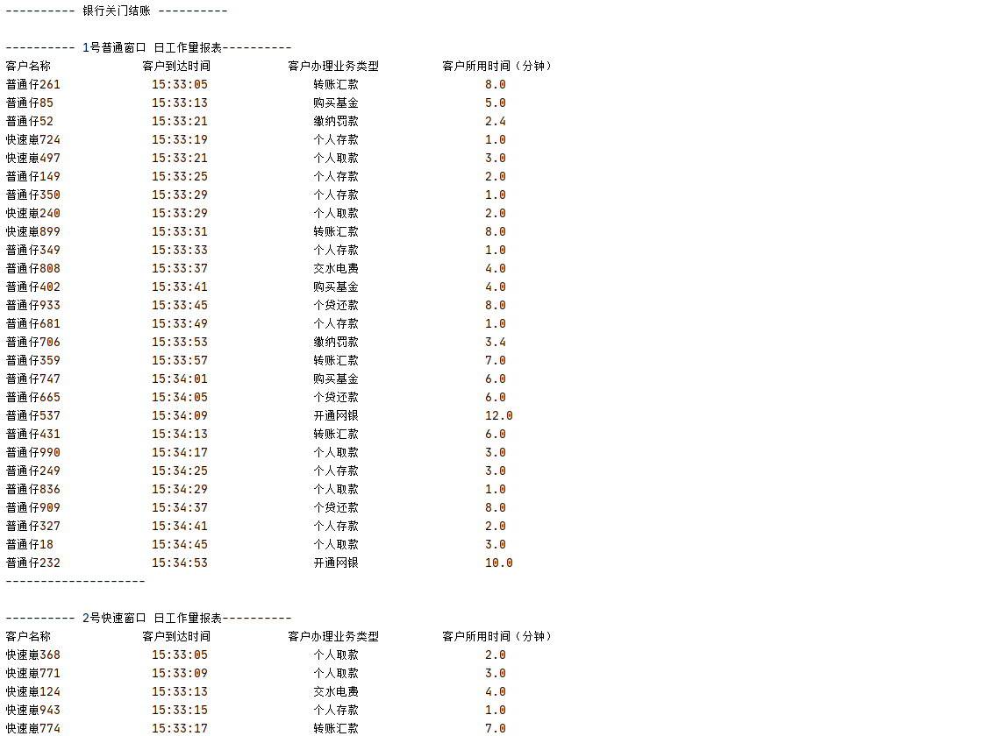 ---------- 银行关门结账 ----------
---------- 1号普通窗口 日工作量报表----------
客户名称 客户到达时间 客户办理业务类型 客户所用时间（分钟）
普通仔261 15:33:05 转账汇款 8.0
普通仔85 15:33:13 购买基金 5.0
普通仔52 15:33:21 缴纳罚款 2.4
快速崽724 15:33:19 个人存款 1.0
快速崽497 15:33:21 个人取款 3.0
普通仔149 15:33:25 个人存款 2.0
普通仔350 15:33:29 个人存款 1.0
快速崽240 15:33:29 个人取款 2.0
快速崽899 15:33:31 转账汇款 8.0
普通仔349 15:33:33 个人存款 1.0
普通仔808 15:33:37 交水电费 4.0
普通仔402 15:33:41 购买基金 4.0
普通仔933 15:33:45 个贷还款 8.0
普通仔681 15:33:49 个人存款 1.0
普通仔706 15:33:53 缴纳罚款 3.4
普通仔359 15:33:57 转账汇款 7.0
普通仔747 15:34:01 购买基金 6.0
普通仔665 15:34:05 个贷还款 6.0
普通仔537 15:34:09 开通网银 12.0
普通仔431 15:34:13 转账汇款 6.0
普通仔990 15:34:17 个人取款 3.0
普通仔249 15:34:25 个人存款 3.0
普通仔836 15:34:29 个人取款 1.0
普通仔909 15:34:37 个贷还款 8.0
普通仔327 15:34:41 个人存款 2.0
普通仔18 15:34:45 个人取款 3.0
普通仔232 15:34:53 开通网银 10.0
--------------------
---------- 2号快速窗口 日工作量报表----------
客户名称 客户到达时间 客户办理业务类型 客户所用时间（分钟）
快速崽368 15:33:05 个人取款 2.0
快速崽771 15:33:09 个人取款 3.0
快速崽124 15:33:13 交水电费 4.0
快速崽943 15:33:15 个人存款 1.0
快速崽774 15:33:17 转账汇款 7.0